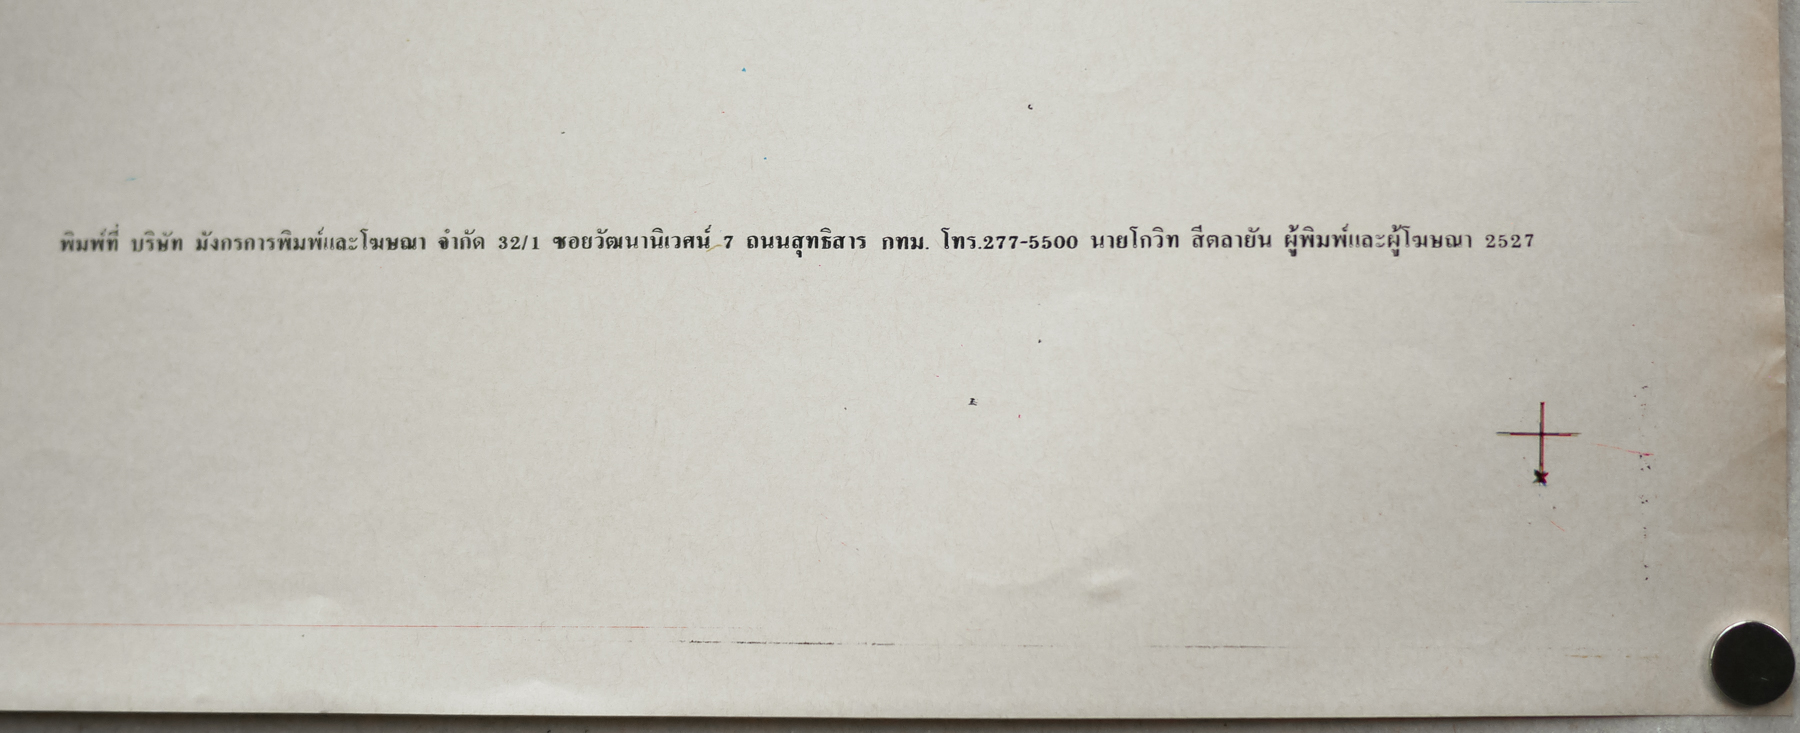 พิมพ์ที่ บริษัท มังกรการพิมพ์และโฆษณา จำกัด 32/1 ซอยวัฒนานิเวศน์ 7 ถนนสุทธิสาร กทม. โทร.277-5500 นายโกวิท สีตลายัน ผู้พิมพ์และผู้โฆษณา 2527